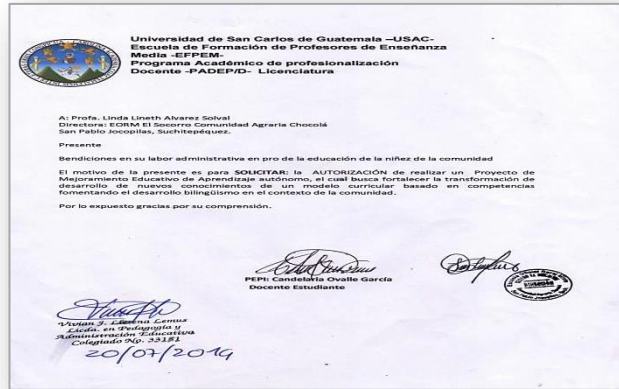 Universidad de San Carlos de Guatemala –USAC-
Escuela de Formación de Profesores de Enseñanza
Media -EFPEM-
Programa Académico de profesionalización
Docente -PADEP/D- Licenciatura
A: Profa. Linda Lineth Alvarez Solval
Directora: EORM El Socorro Comunidad Agraria Chocolá
San Pablo Jocopilas, Suchitepéquez.
Presente
Bendiciones en su labor administrativa en pro de la educación de la niñez de la comunidad
El motivo de la presente es para SOLICITAR: la AUTORIZACIÓN de realizar un Proyecto de
Mejoramiento Educativo de Aprendizaje autónomo, el cual busca fortalecer la transformación de
desarrollo de nuevos conocimientos de un modelo curricular basado en competencias
fomentando el desarrollo bilingüismo en el contexto de la comunidad.
Por lo expuesto gracias por su comprensión.
PEPI: Candelaria Ovalle García
Docente Estudiante
Vivian J. Lemus
Licda. en Pedagogía y
Administración Educativa
Colegiado No. 33151
20/07/2019